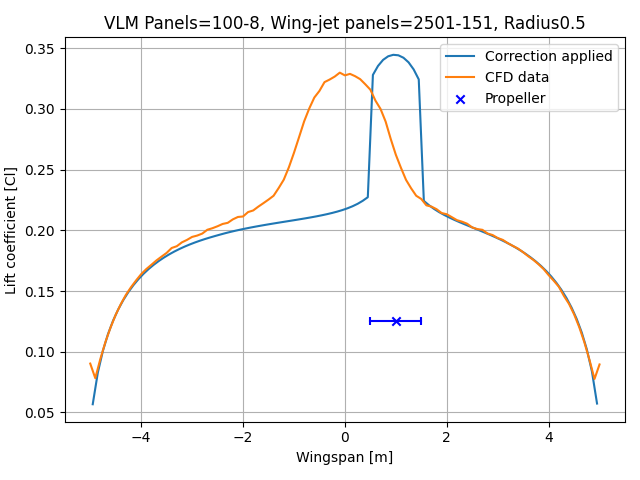 VLM Panels=100-8, Wing-jet panels=2501-151, Radius0.5
Correction applied
CFD data
Propeller
Lift coefficient [Cl]
0.35
0.30
0.25
0.20
0.15
0.10
0.05
−4 −2 0 2 4
Wingspan [m]